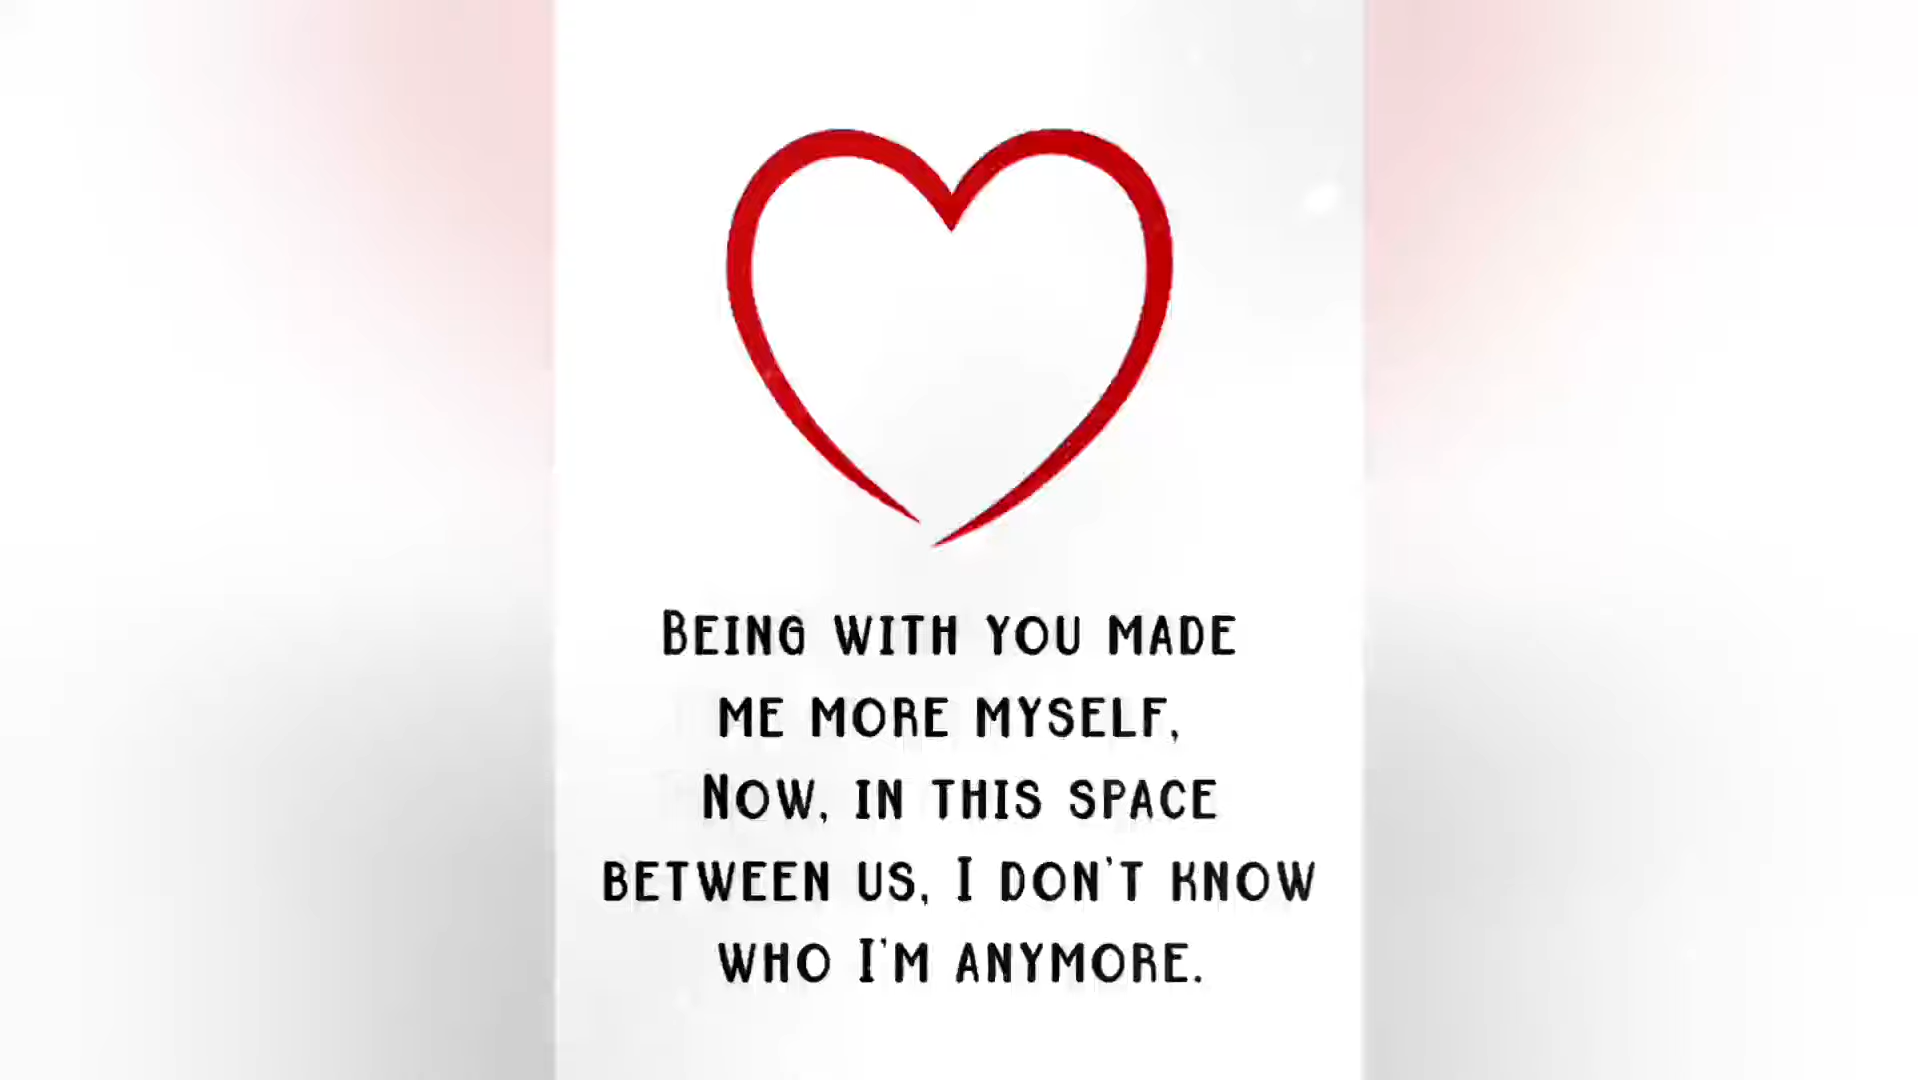 Being with you made
me more myself,
Now, in this space
between us, I don't know
who I'm anymore.